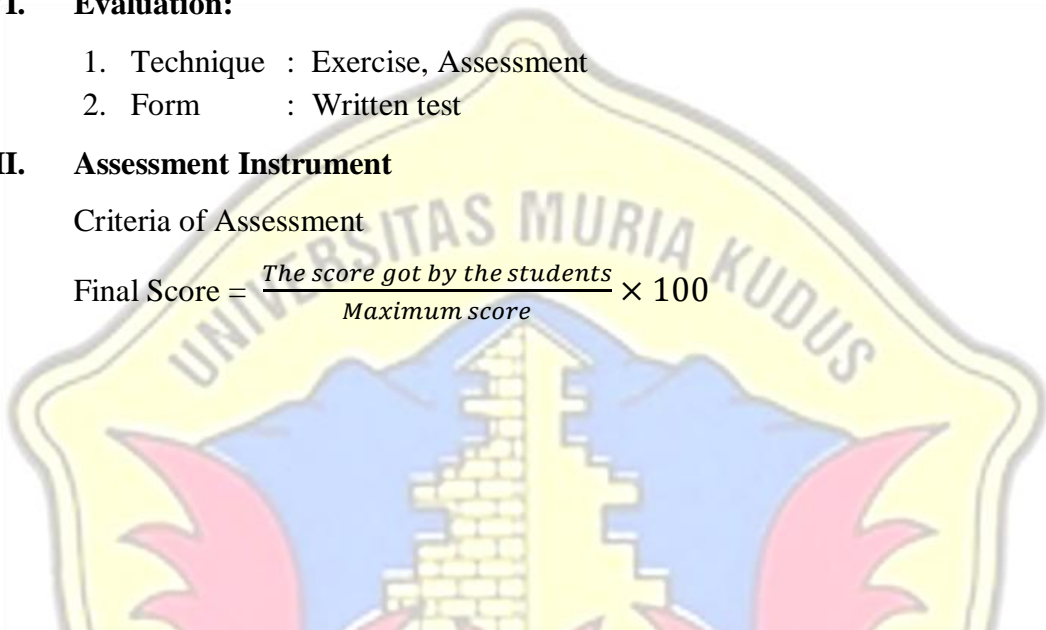 I. Evaluation:
1. Technique : Exercise, Assessment
2. Form : Written test
II. Assessment Instrument
Criteria of Assessment
Final Score = The score got by the students / Maximum score × 100
UNIVERSITAS MURIA KUDUS